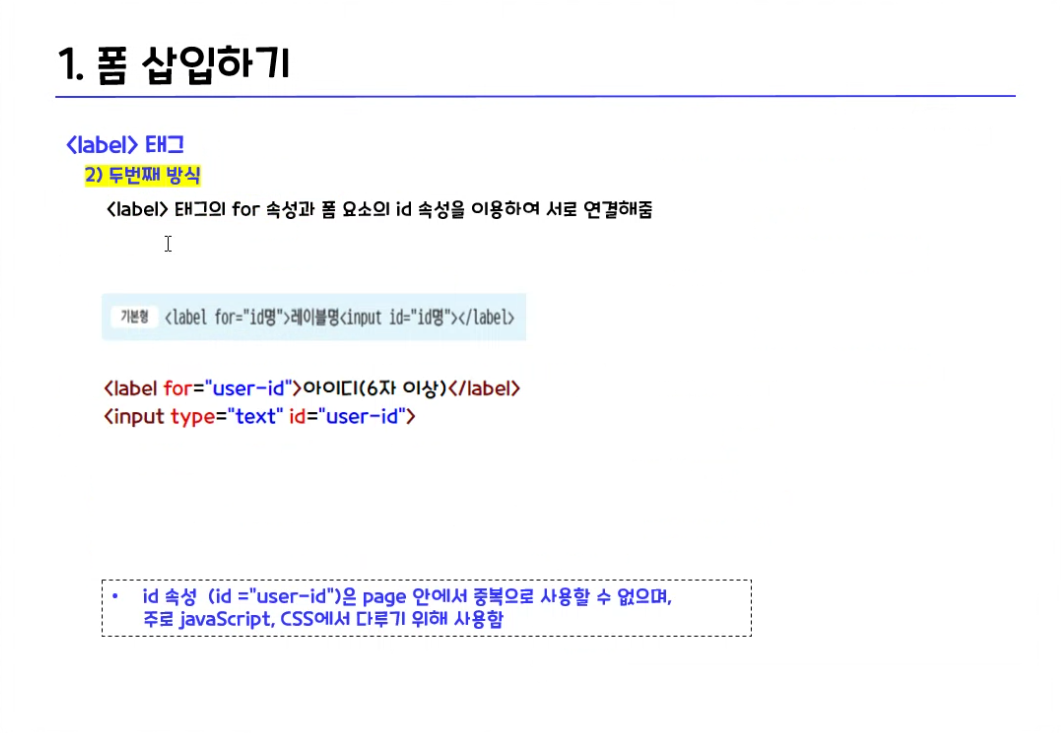 1. 폼 삽입하기
<label> 태그
2) 두번째 방식
<label> 태그의 for 속성과 폼 요소의 id 속성을 이용하여 서로 연결해줌
기본형 <label for="id명">레이블명<input id="id명"></label>
<label for="user-id">아이디(6자 이상)</label>
<input type="text" id="user-id">
• id 속성 (id ="user-id")은 page 안에서 중복으로 사용할 수 없으며,
주로 javaScript, CSS에서 다루기 위해 사용함